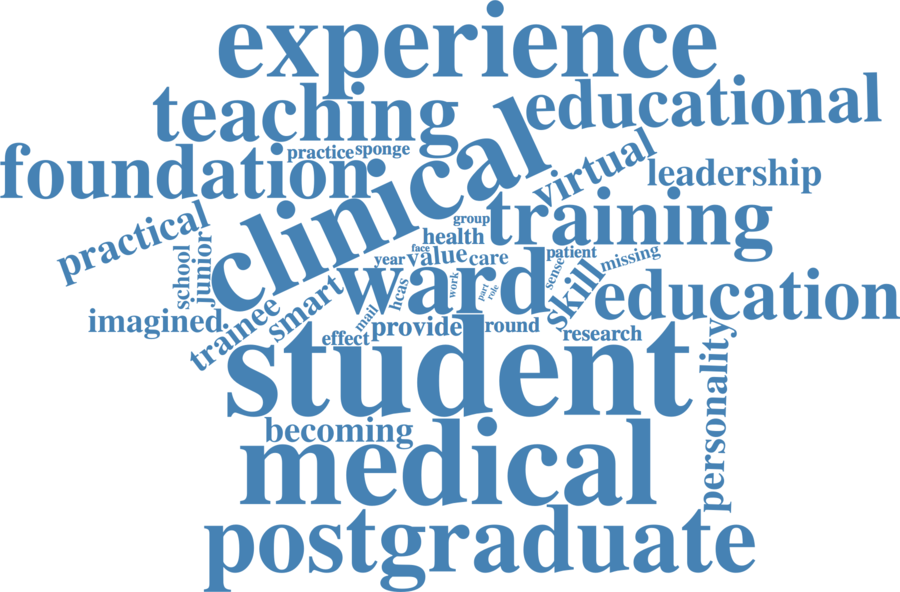 experience
teaching
educational
foundation
practice
sponge
clinical
virtual
leadership
practical
training
group
health
school
junior
face
year
value
care
patient
missing
sense
skill
ward
work
part
role
hcas
mail
smart
education
imagined
trainee
effect
provide
round
research
student
personality
becoming
medical
postgraduate